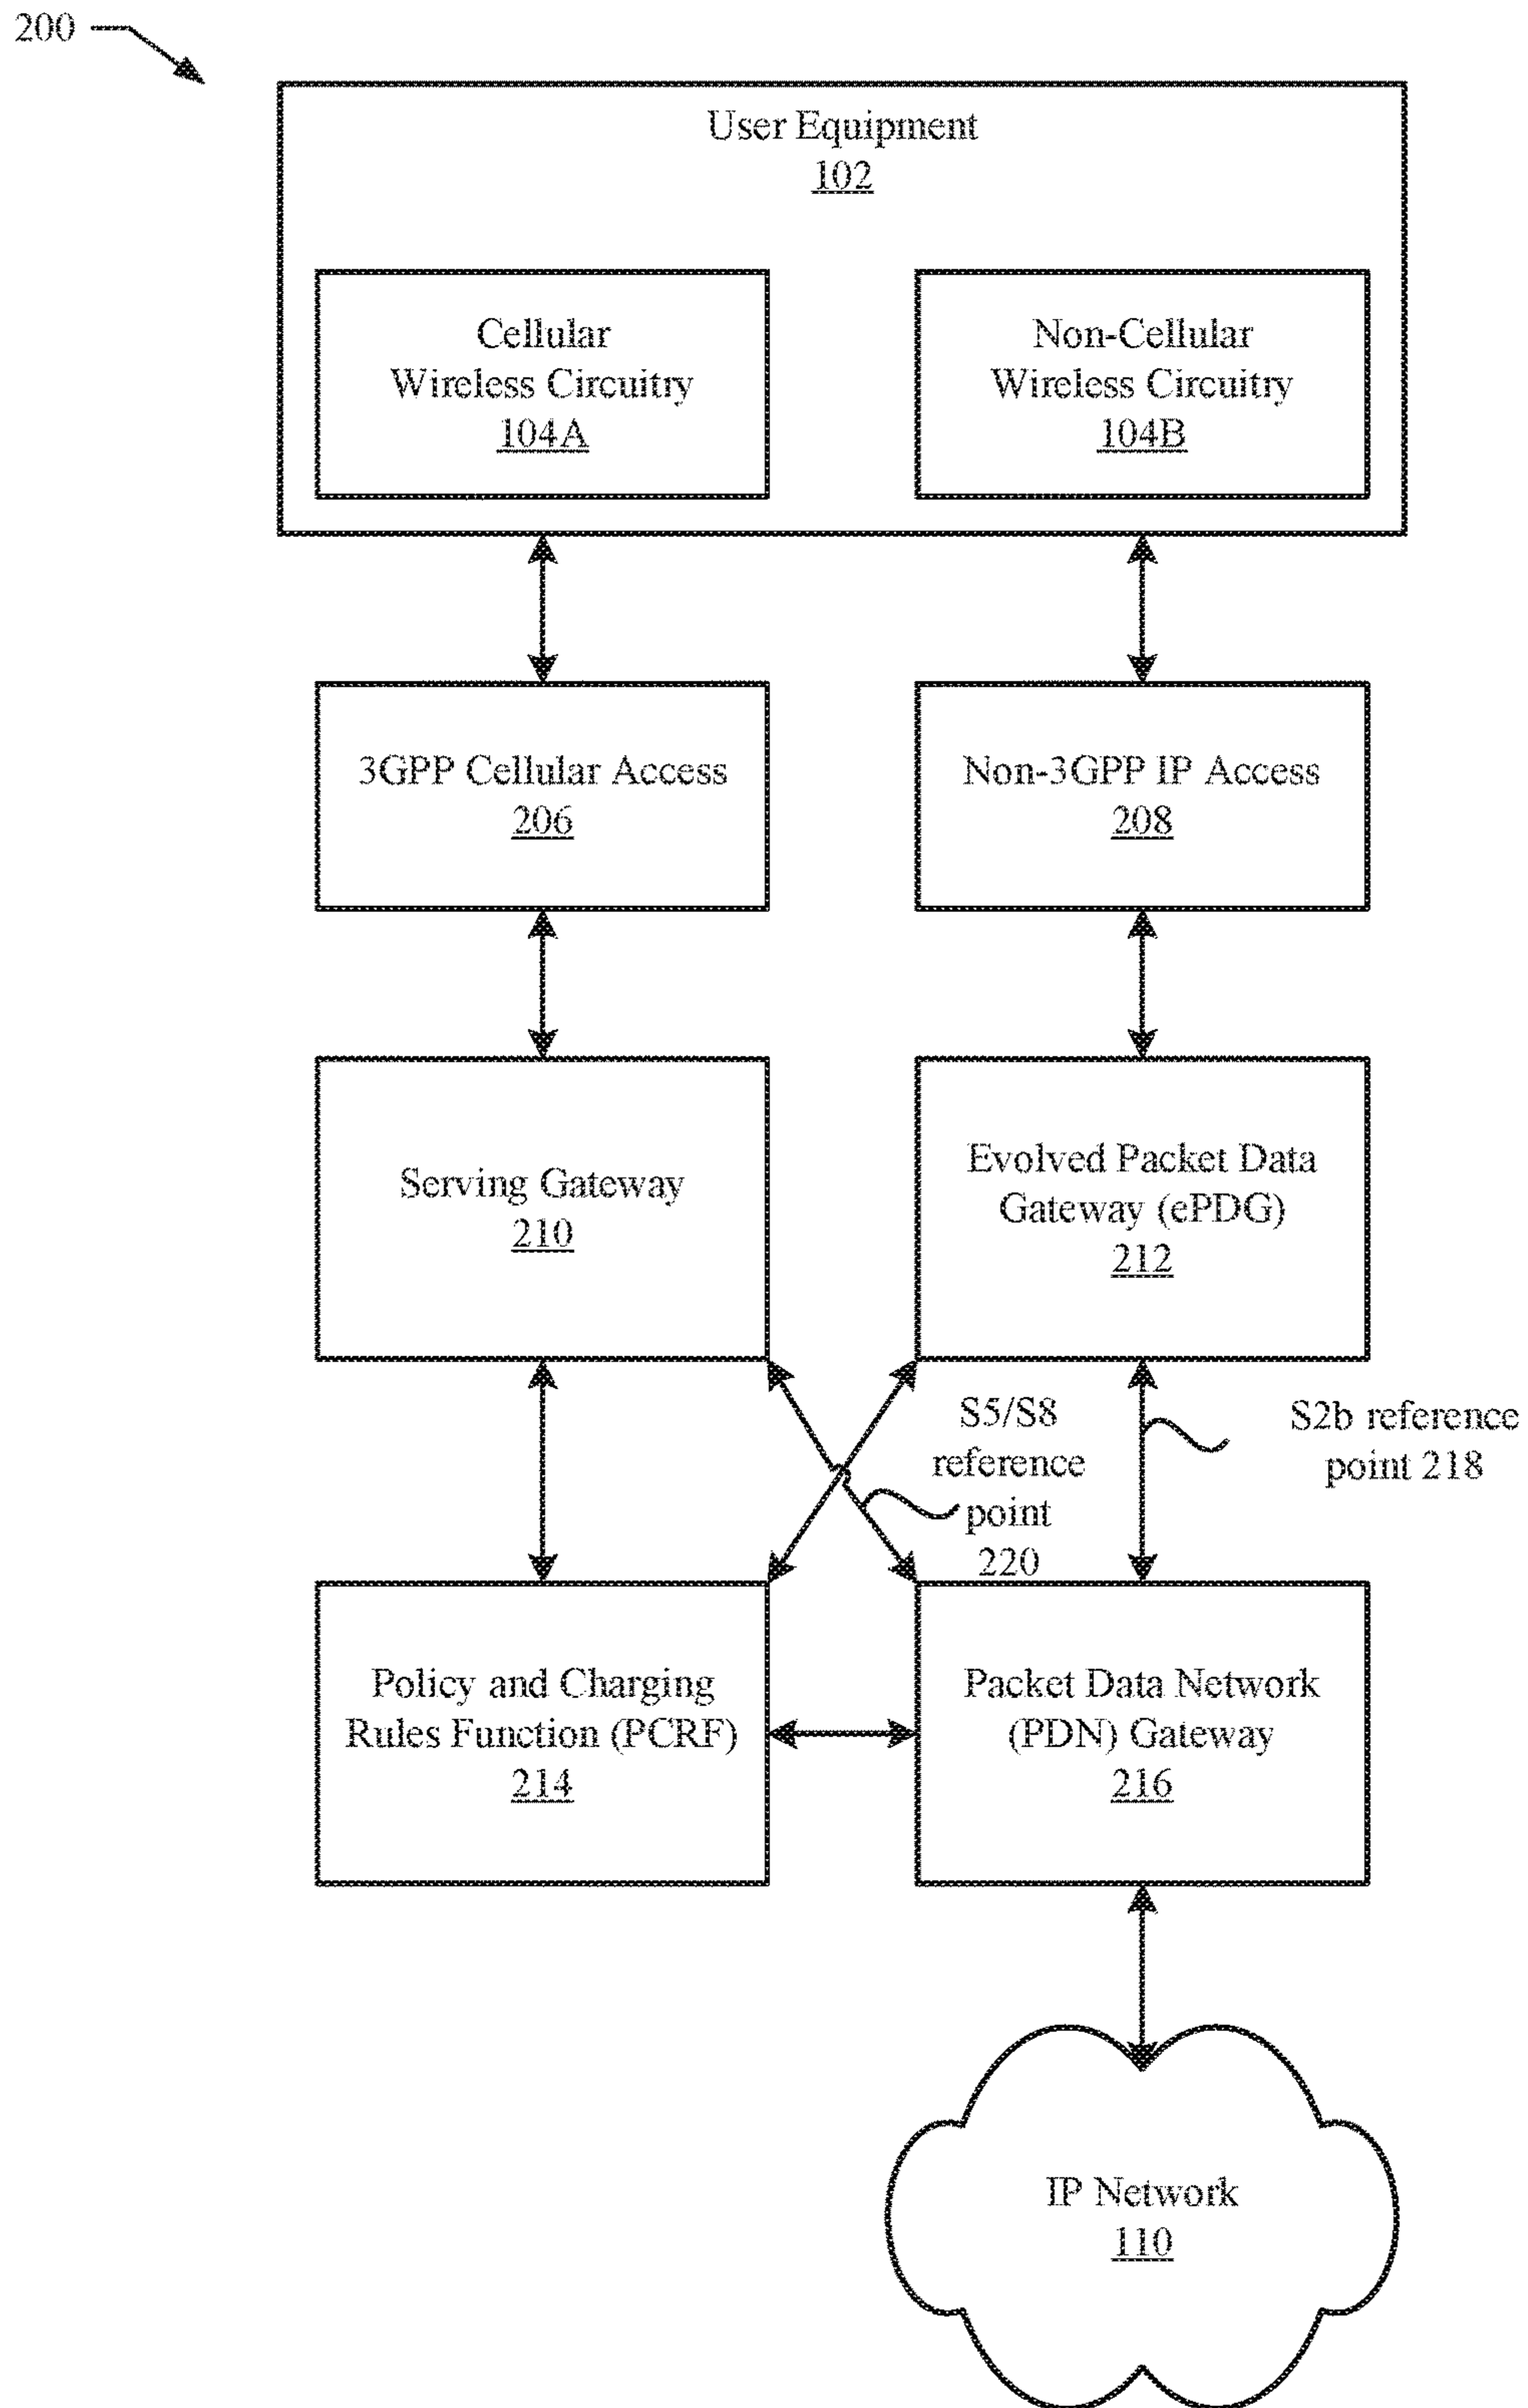 200
User Equipment
102
Cellular
Wireless Circuitry
104A
Non-Cellular
Wireless Circuitry
104B
3GPP Cellular Access
206
Non-3GPP IP Access
208
Serving Gateway
210
Evolved Packet Data
Gateway (ePDG)
212
S5/S8
reference
point
220
S2b reference
point 218
Policy and Charging
Rules Function (PCRF)
214
Packet Data Network
(PDN) Gateway
216
IP Network
110